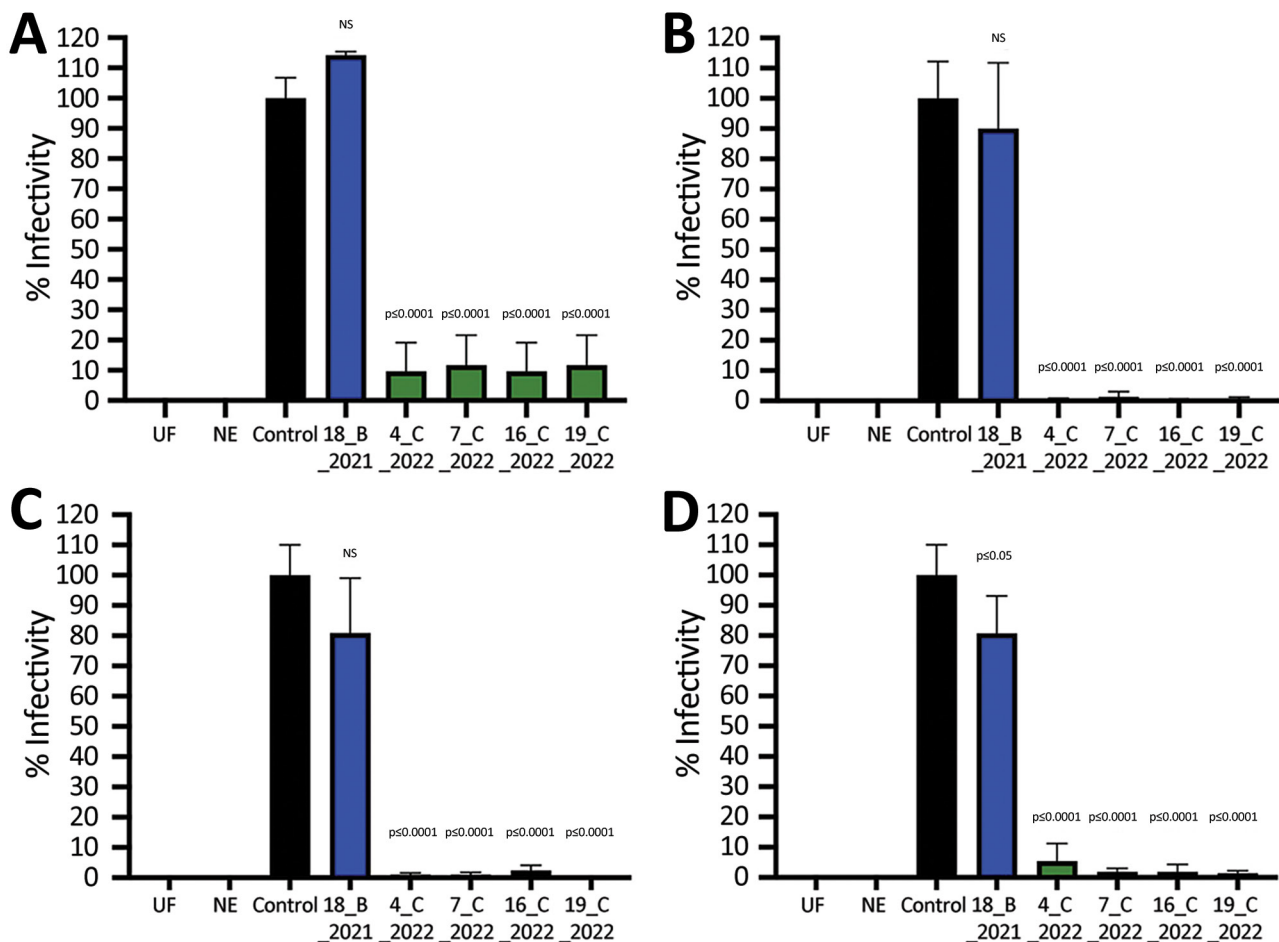 A
NS
120
110
100
90
80
70
60
50
40
30
20
10
0
% Infectivity
p≤0.0001 p≤0.0001 p≤0.0001 p≤0.0001
UF NE Control 18_B 4_C 7_C 16_C 19_C
_2021 _2022 _2022 _2022 _2022
B
NS
120
110
100
90
80
70
60
50
40
30
20
10
0
% Infectivity
p≤0.0001 p≤0.0001 p≤0.0001 p≤0.0001
UF NE Control 18_B 4_C 7_C 16_C 19_C
_2021 _2022 _2022 _2022 _2022
C
NS
120
110
100
90
80
70
60
50
40
30
20
10
0
% Infectivity
p≤0.0001 p≤0.0001 p≤0.0001 p≤0.0001
UF NE Control 18_B 4_C 7_C 16_C 19_C
_2021 _2022 _2022 _2022 _2022
D
p≤0.05
120
110
100
90
80
70
60
50
40
30
20
10
0
% Infectivity
p≤0.0001 p≤0.0001 p≤0.0001 p≤0.0001
UF NE Control 18_B 4_C 7_C 16_C 19_C
_2021 _2022 _2022 _2022 _2022